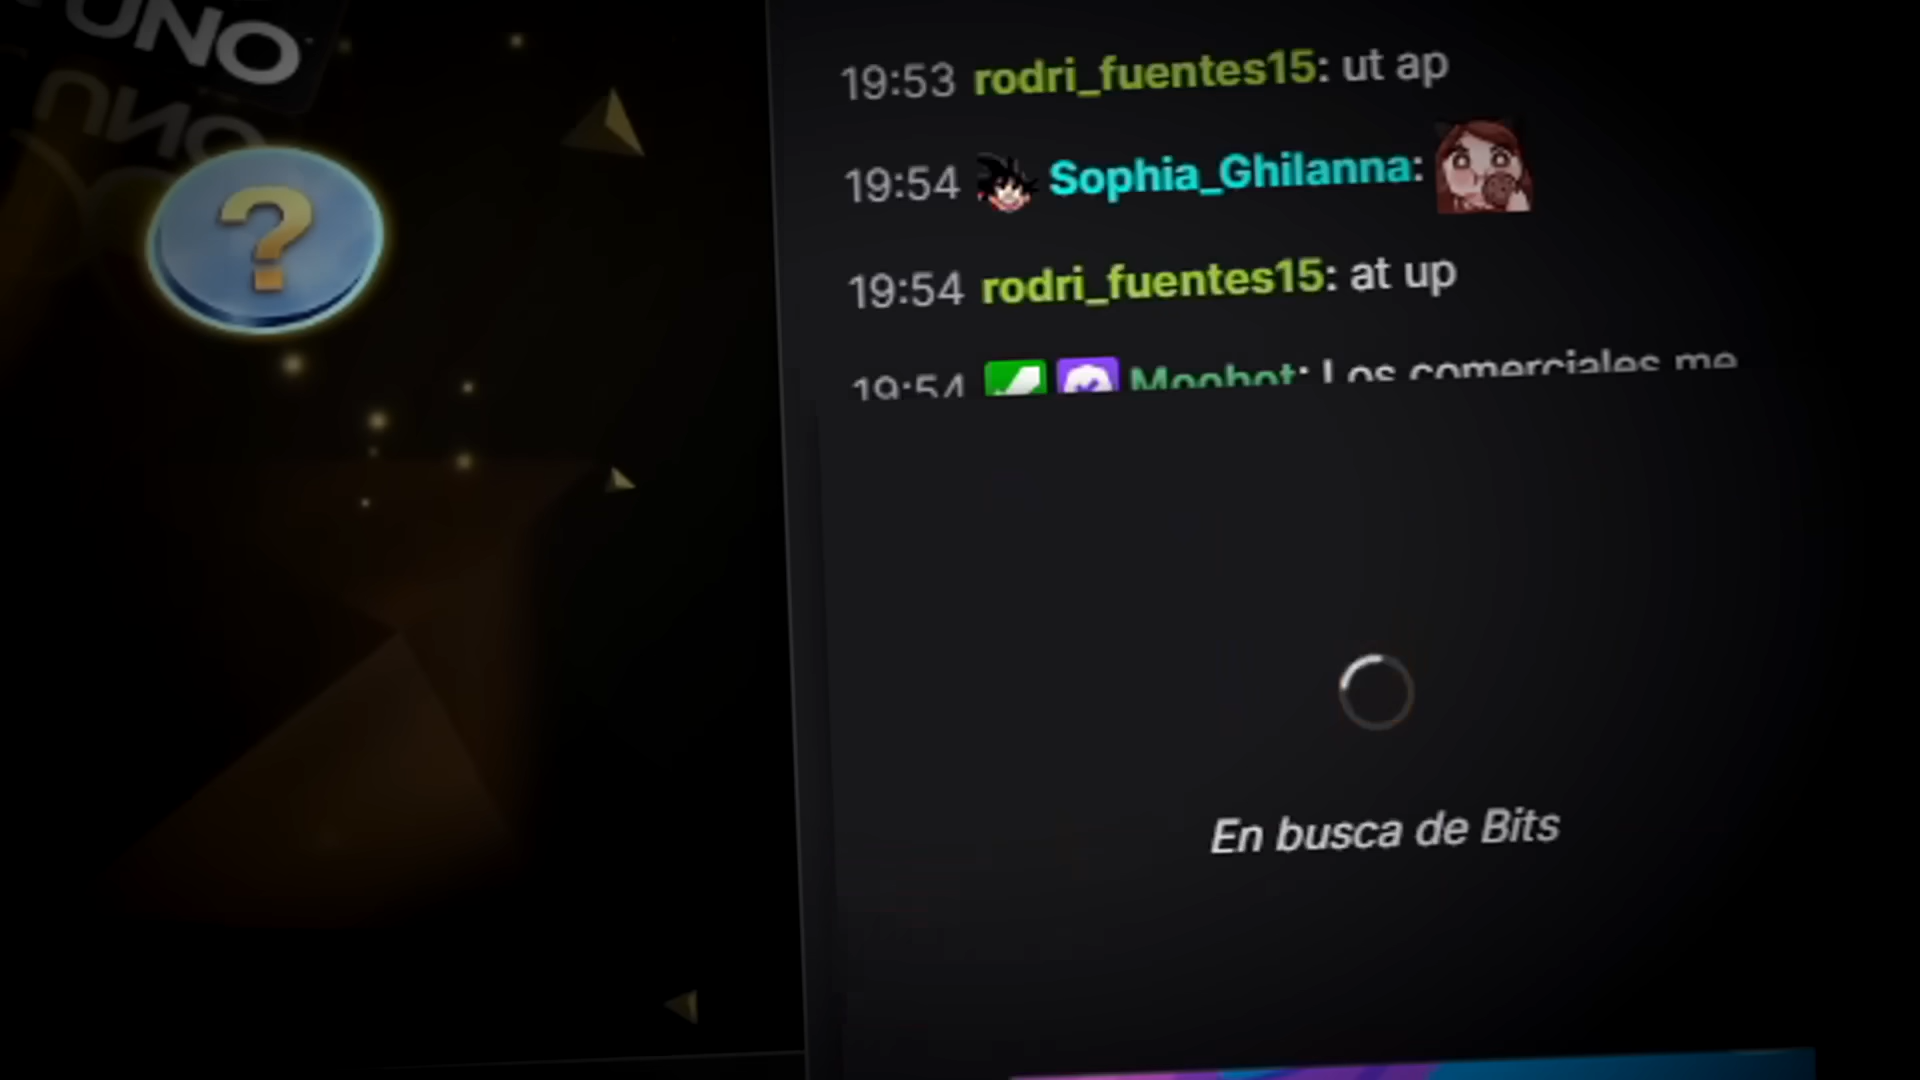 UNO
UNO
?
19:53 rodri_fuentes15: ut ap
19:54 Sophia_Ghilanna:
19:54 rodri_fuentes15: at up
19:54 Moobot: Los comerciales me
En busca de Bits